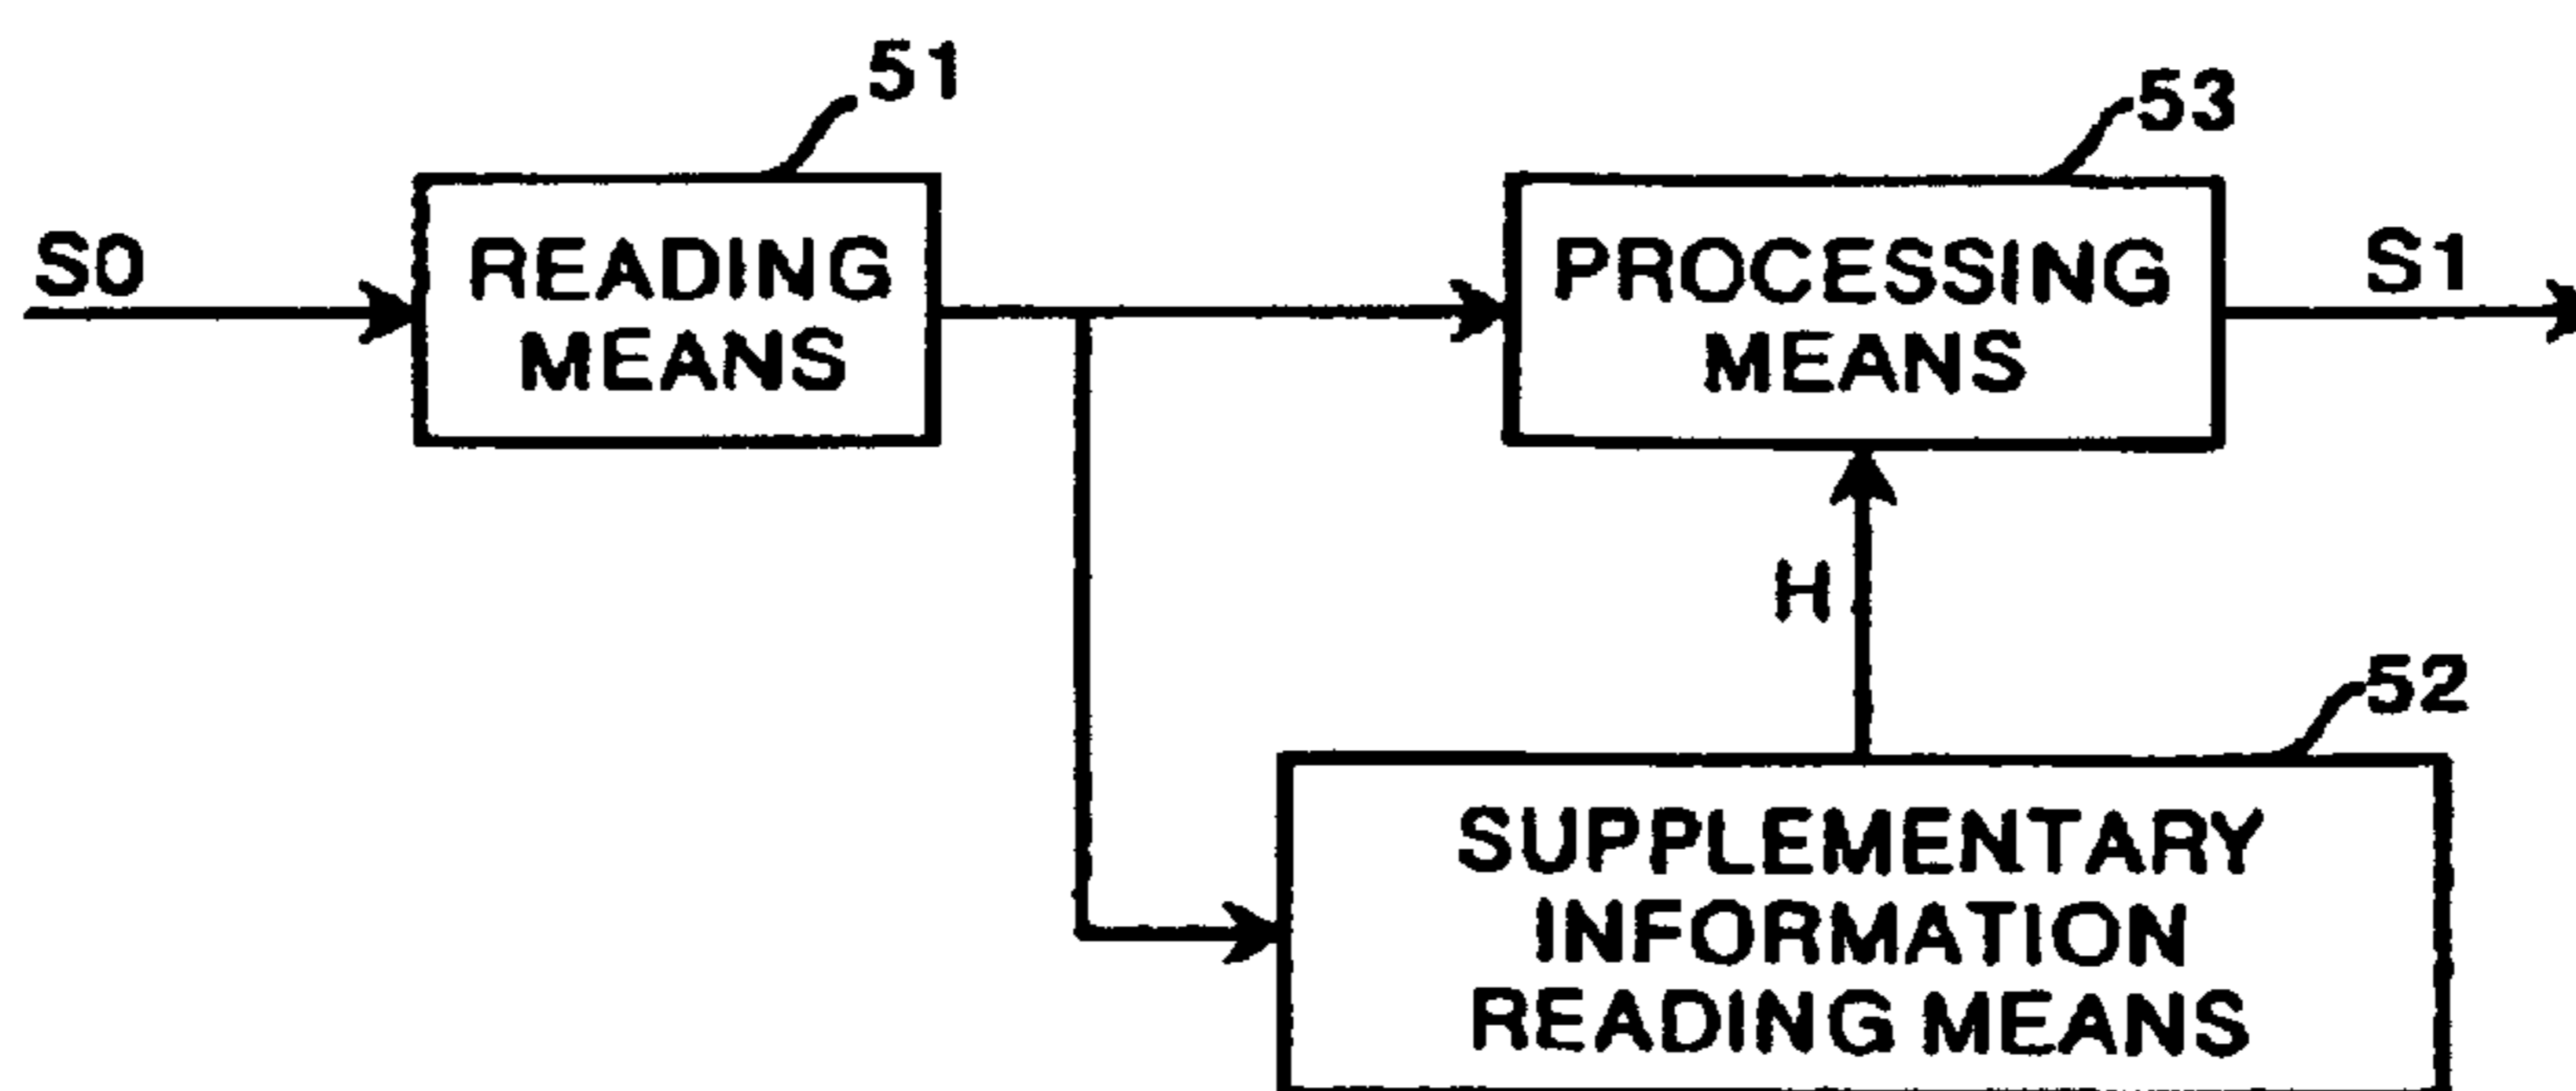 51
53
S0
READING
MEANS
PROCESSING
MEANS
S1
H
52
SUPPLEMENTARY
INFORMATION
READING MEANS